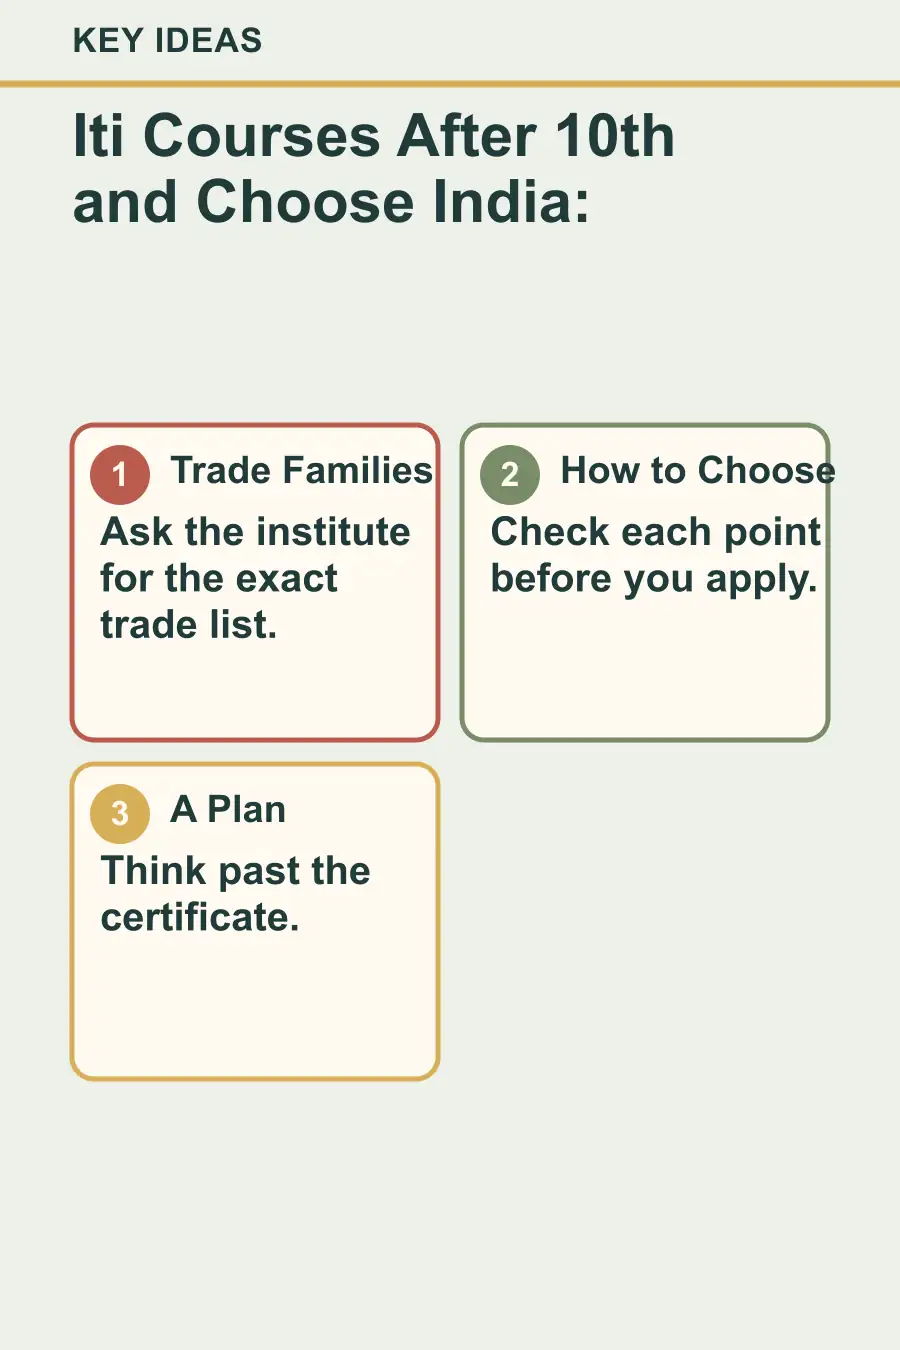 KEY IDEAS
Iti Courses After 10th
and Choose India:
1 Trade Families
Ask the institute
for the exact
trade list.
2 How to Choose
Check each point
before you apply.
3 A Plan
Think past the
certificate.